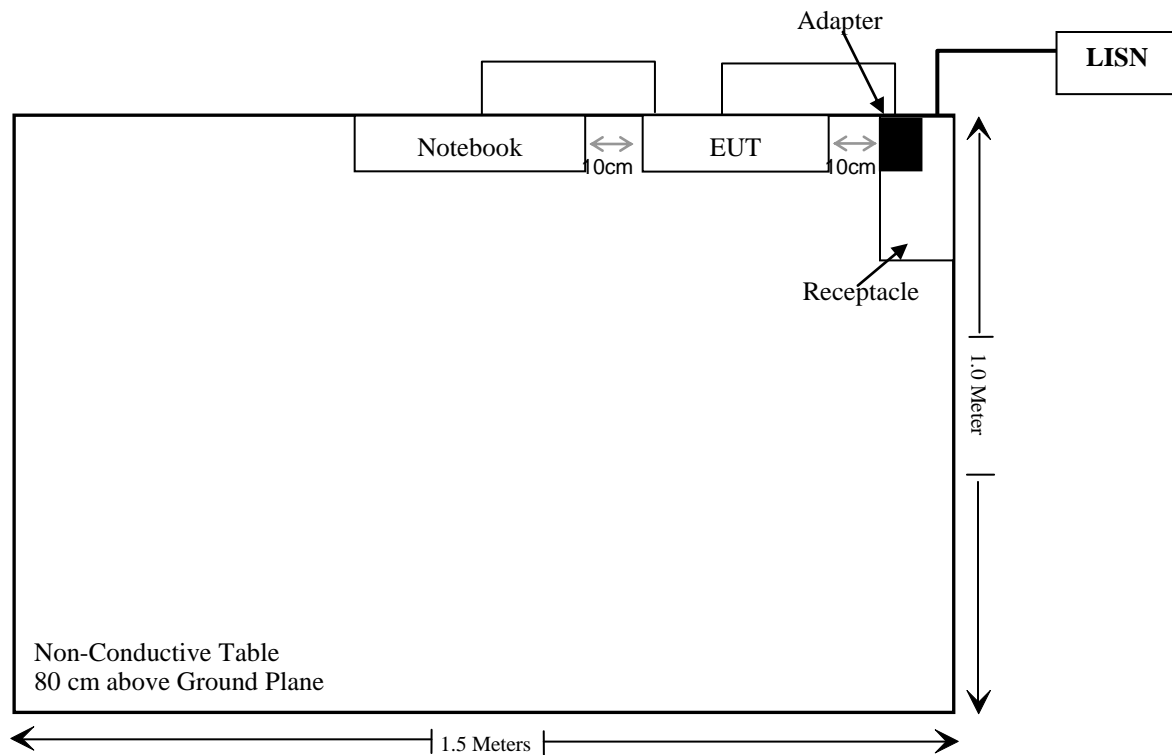 Adapter
LISN
Notebook
10cm
EUT
10cm
Receptacle
1.0 Meter
Non-Conductive Table
80 cm above Ground Plane
1.5 Meters